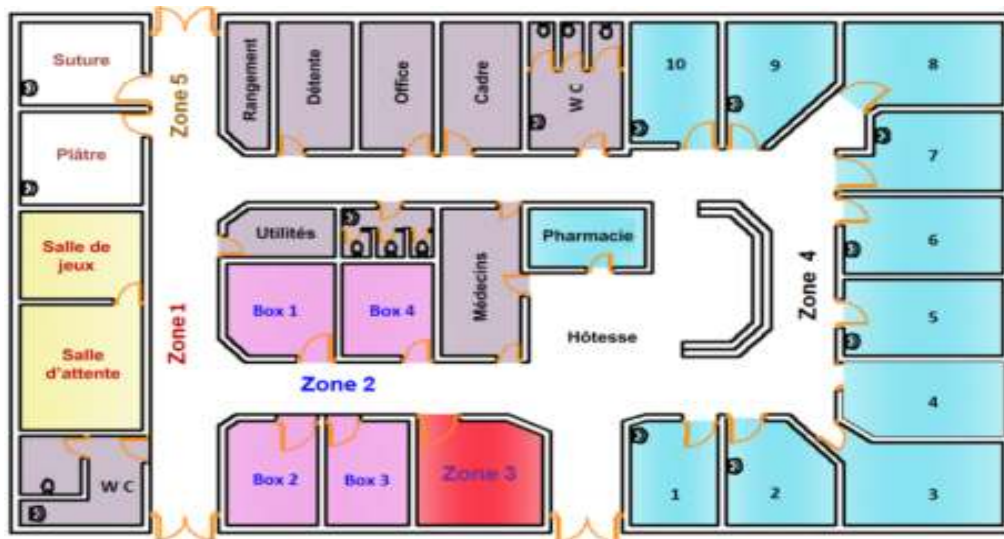 Suture
Zone 5
Rangement
Détente
Office
Cadre
W C
10
9
8
Plâtre
7
Salle de
jeux
Utilités
Médecins
Pharmacie
6
Zone 4
Box 1
Box 4
Zone 1
Hôtesse
5
Salle
d'attente
Zone 2
4
W C
Box 2
Box 3
Zone 3
1
2
3